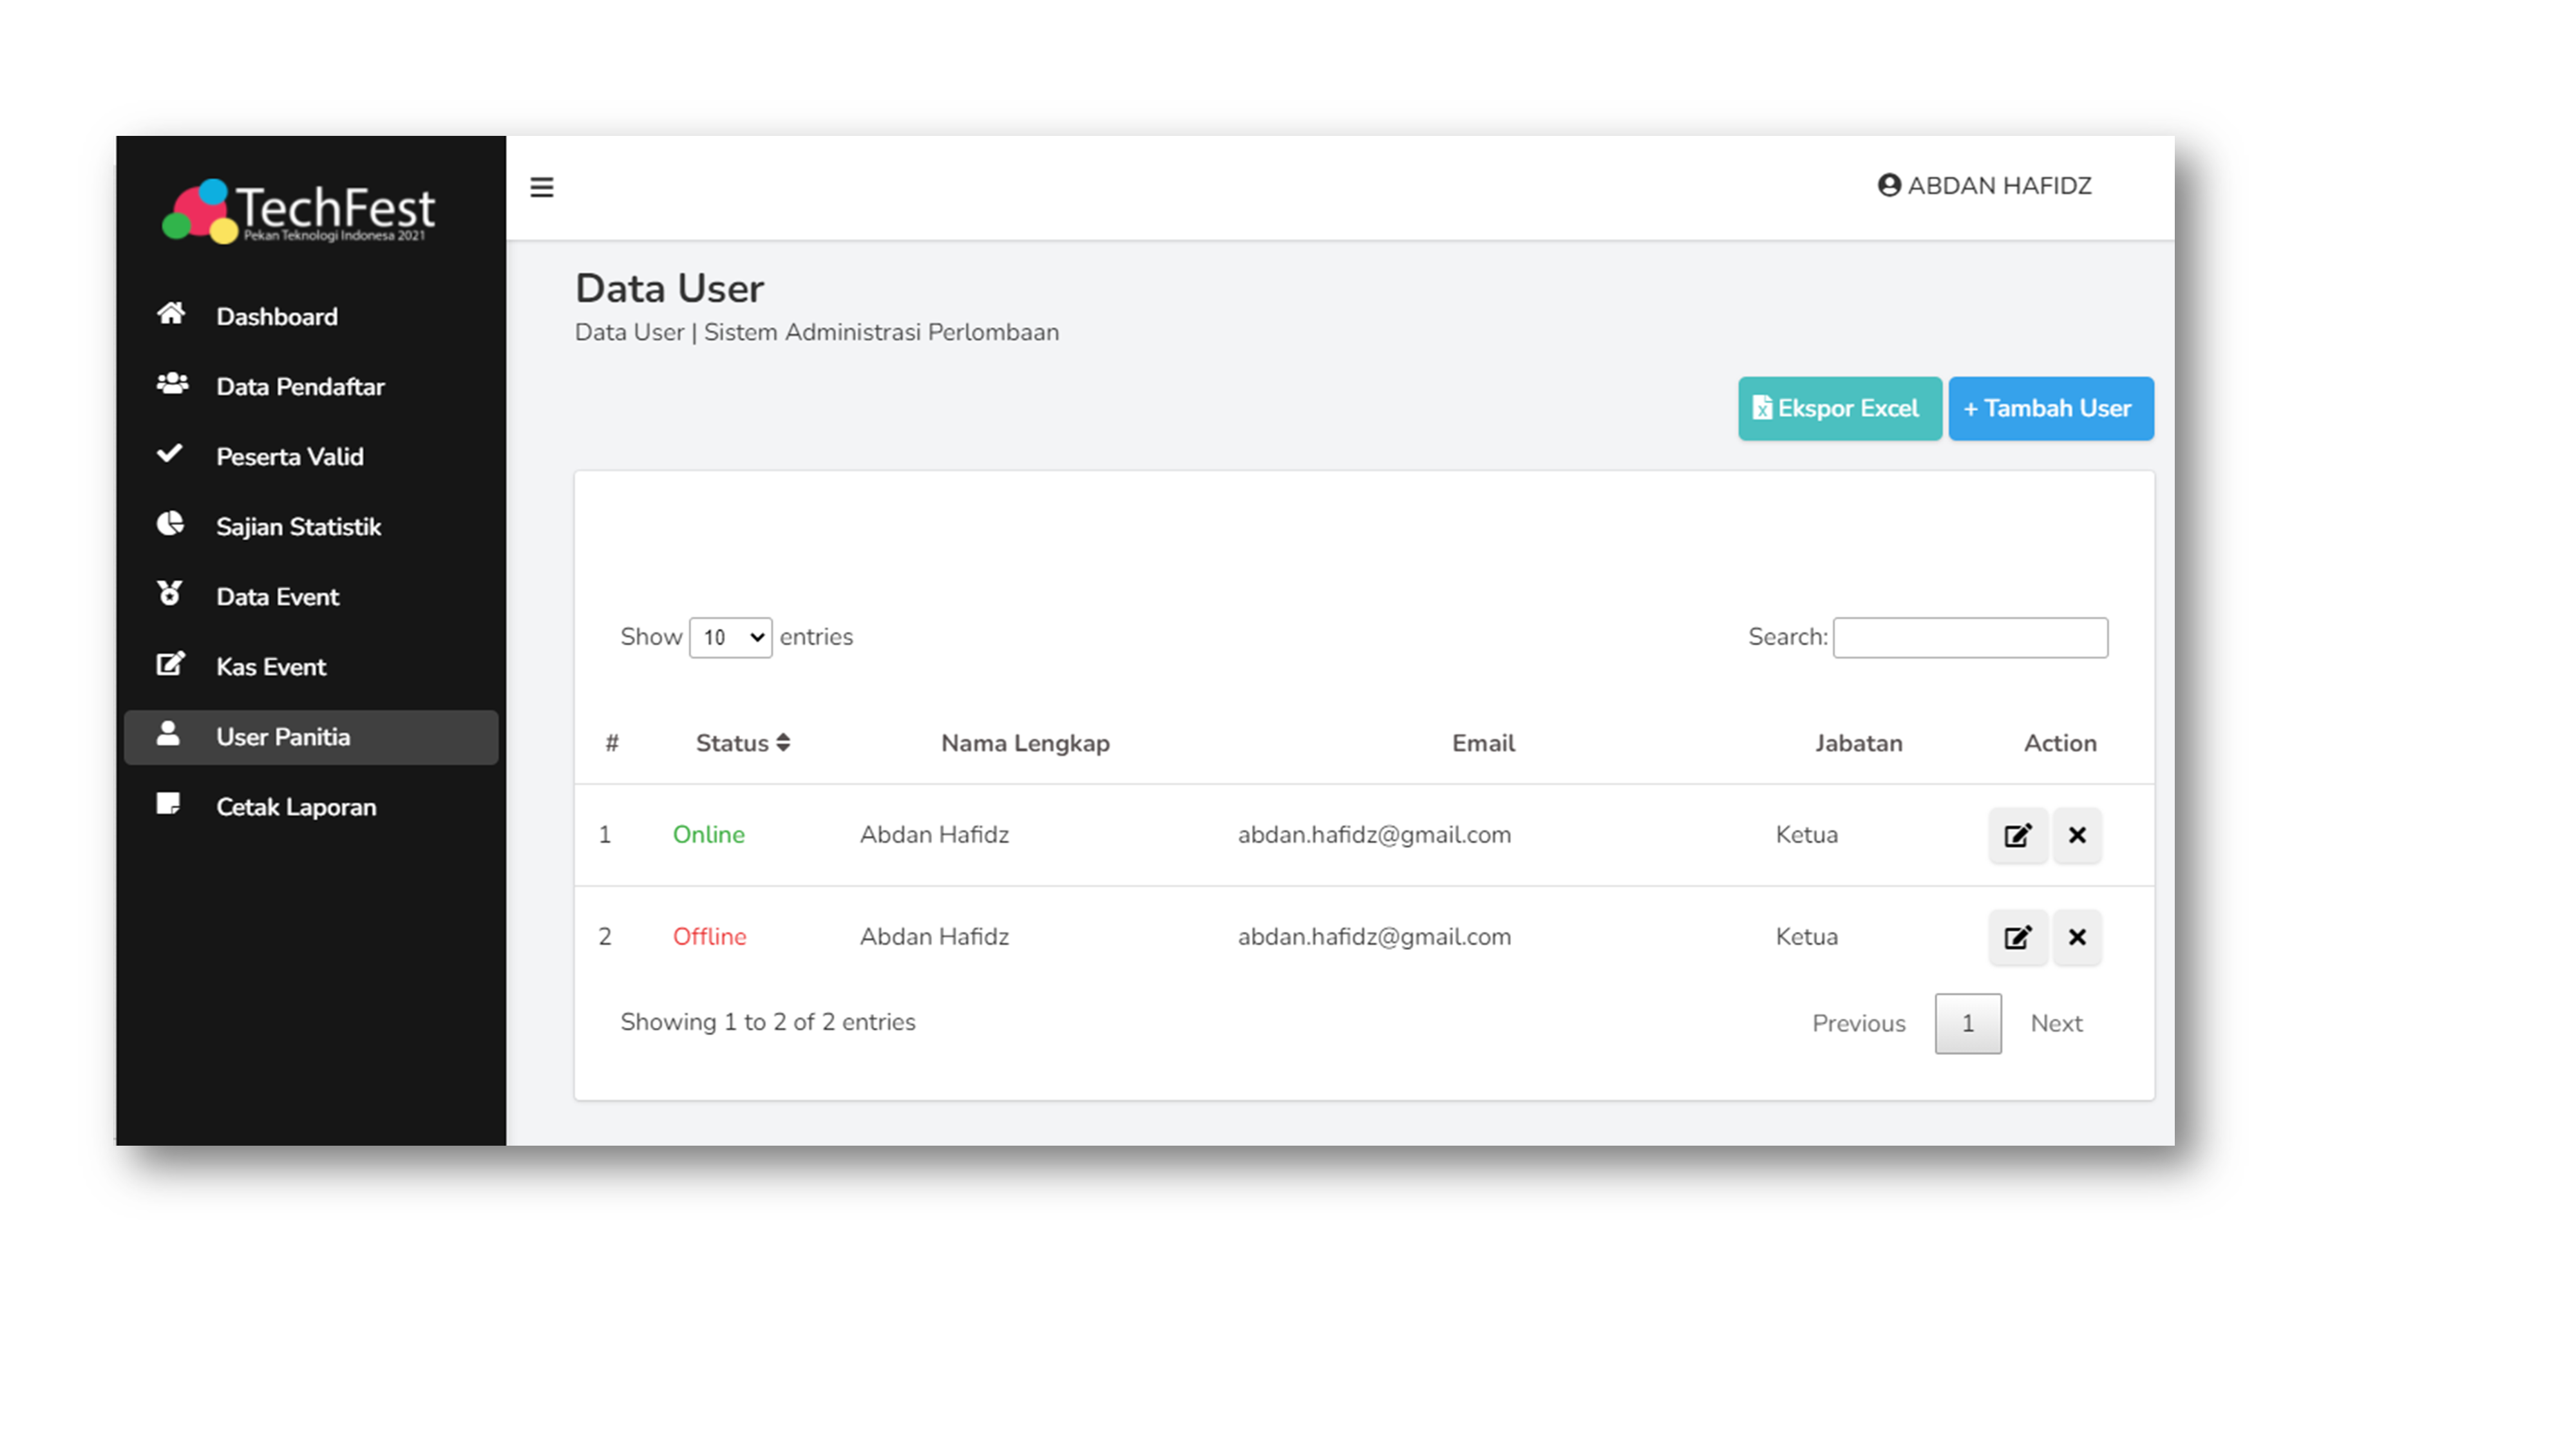 TechFest
Pekan Teknologi Indonesa 2021
ABDAN HAFIDZ
Dashboard
Data Pendaftar
Peserta Valid
Sajian Statistik
Data Event
Kas Event
User Panitia
Cetak Laporan
Data User
Data User | Sistem Administrasi Perlombaan
Ekspor Excel
+ Tambah User
Show 10 entries
Search:
# Status Nama Lengkap Email Jabatan Action
1 Online Abdan Hafidz abdan.hafidz@gmail.com Ketua
2 Offline Abdan Hafidz abdan.hafidz@gmail.com Ketua
Showing 1 to 2 of 2 entries
Previous 1 Next